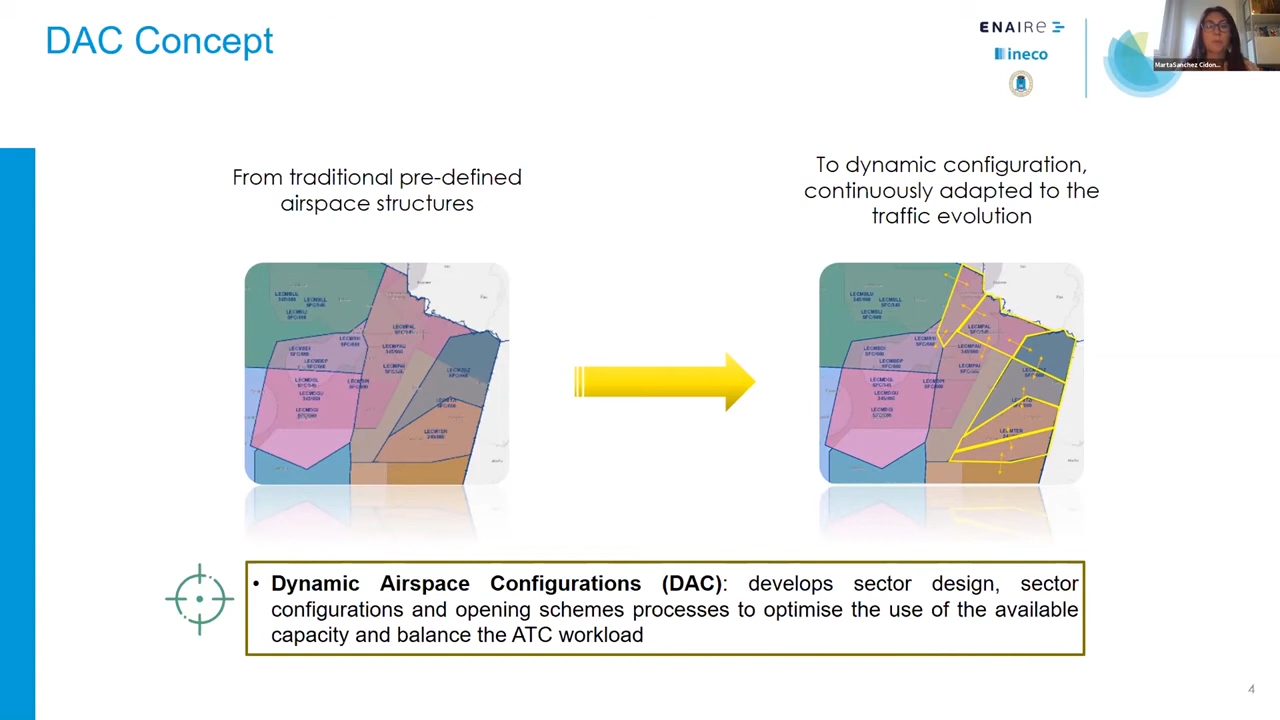 DAC Concept
ENAIRE
ineco
MartaSanchez Cidon...
From traditional pre-defined
airspace structures
To dynamic configuration,
continuously adapted to the
traffic evolution
• Dynamic Airspace Configurations (DAC): develops sector design, sector
configurations and opening schemes processes to optimise the use of the available
capacity and balance the ATC workload
4